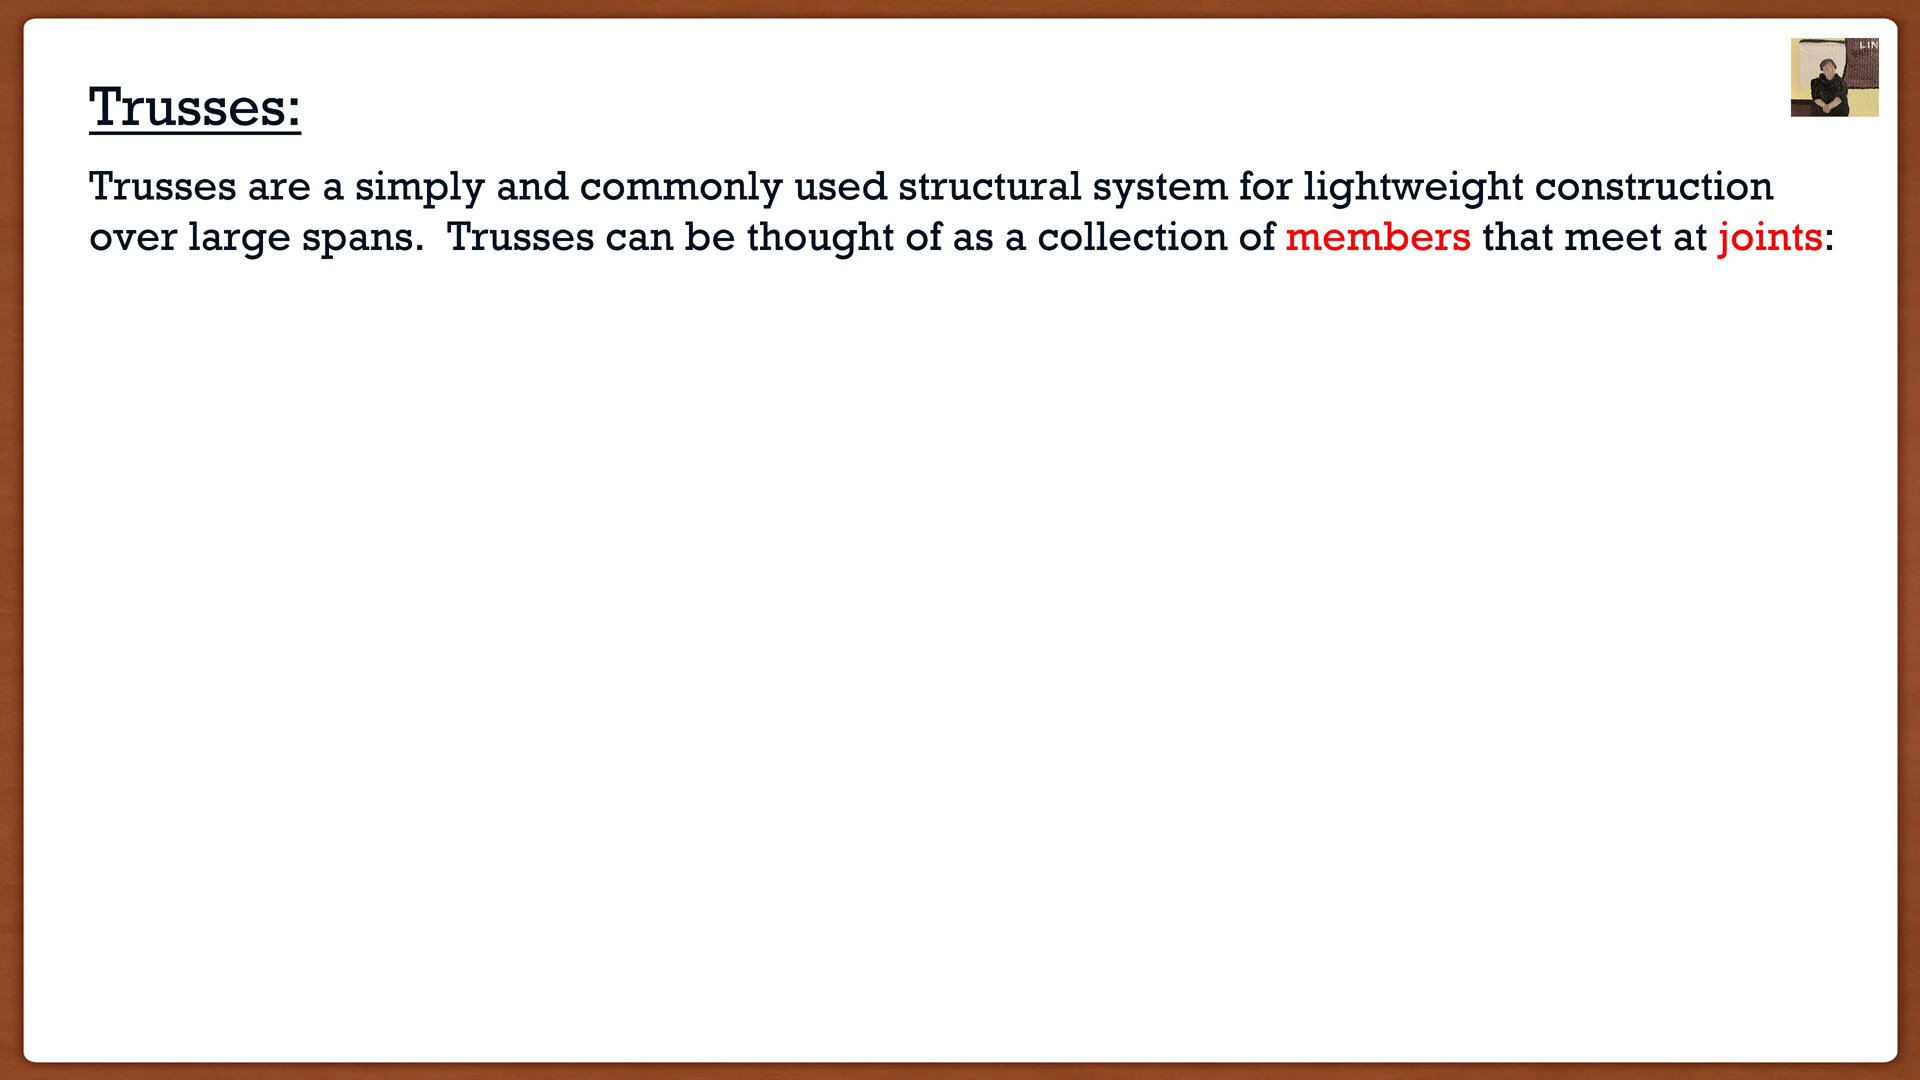 LIN
Trusses:
Trusses are a simply and commonly used structural system for lightweight construction
over large spans.  Trusses can be thought of as a collection of members that meet at joints: